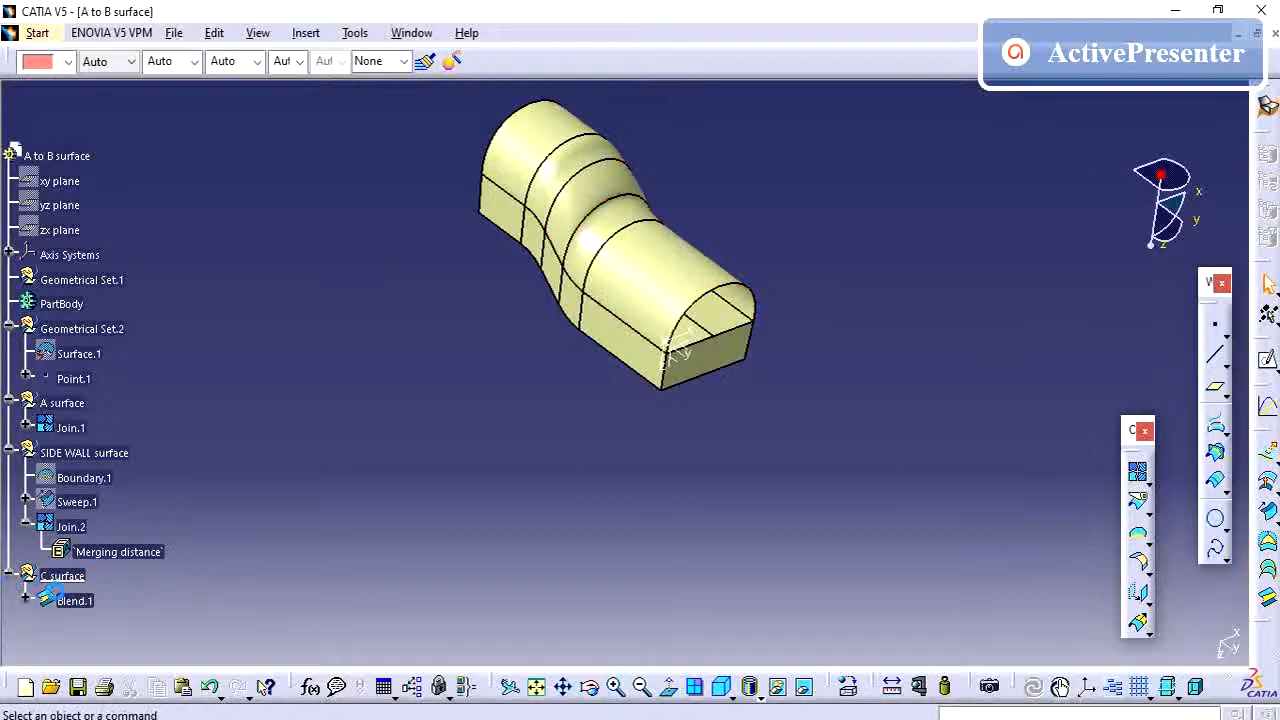 CATIA V5 - [A to B surface]
Start ENOVIA V5 VPM File Edit View Insert Tools Window Help
ActivePresenter
Auto Auto Auto Aut Aut None
A to B surface
xy plane
yz plane
zx plane
Axis Systems
Geometrical Set.1
PartBody
Geometrical Set.2
Surface.1
Point.1
A surface
Join.1
SIDE WALL surface
Boundary.1
Sweep.1
Join.2
`Merging distance`
C surface
Blend.1
x
y
z
y
W
C
f(x)
x
y
z
CATIA
Select an object or a command